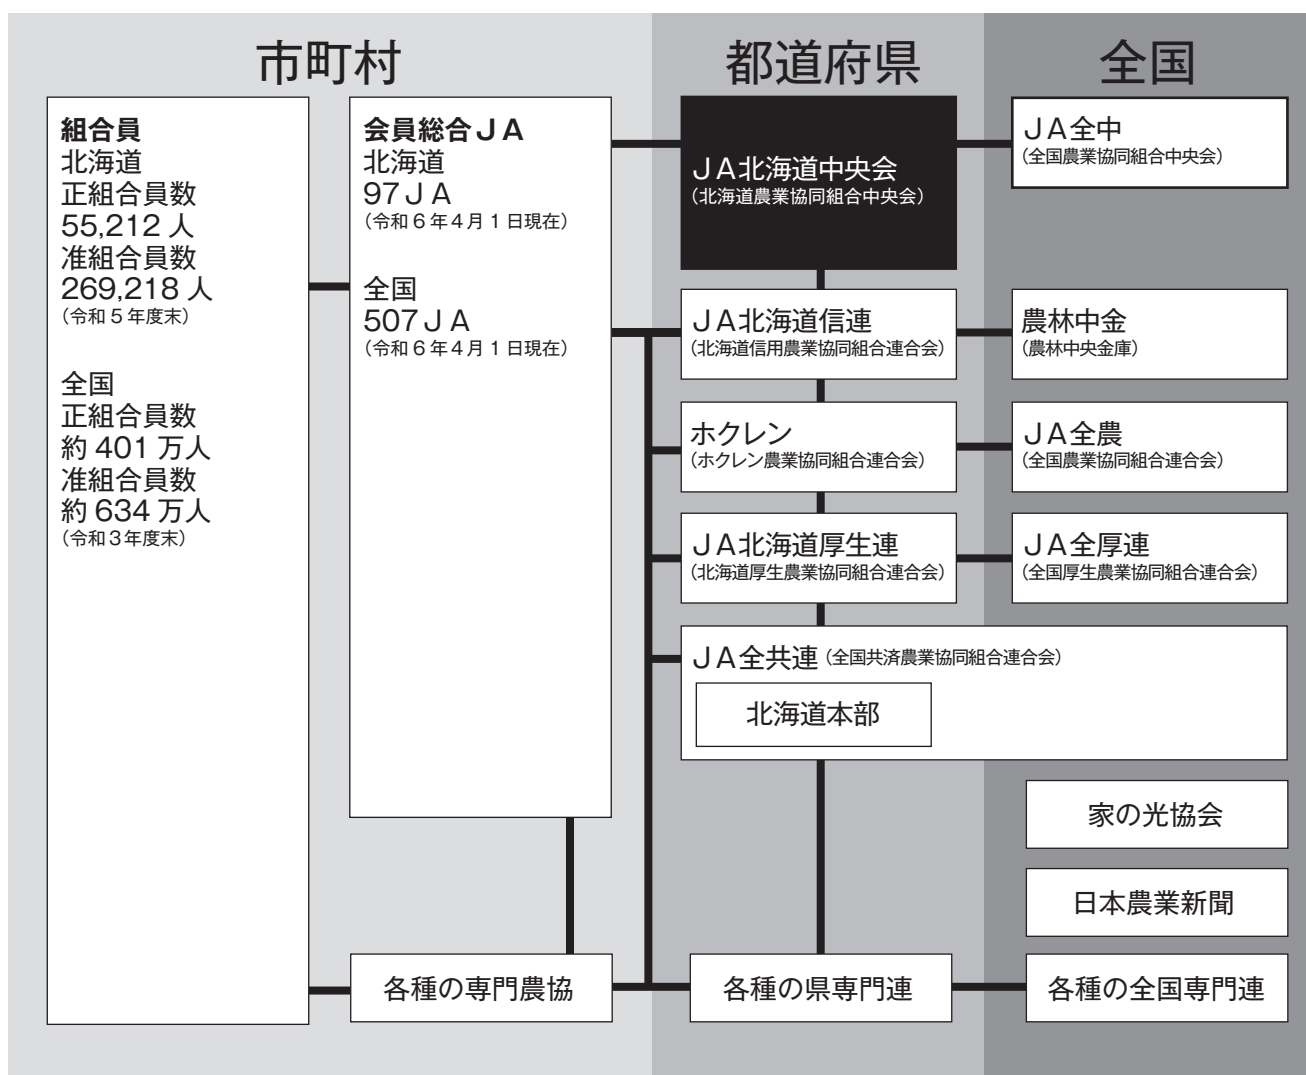 市町村
都道府県
全国
組合員
北海道
正組合員数
55,212 人
准組合員数
269,218 人
（令和５年度末）
全国
正組合員数
約 401 万人
准組合員数
約 634 万人
（令和３年度末）
会員総合ＪＡ
北海道
97ＪＡ
（令和６年４月１日現在）
全国
507ＪＡ
（令和６年４月１日現在）
各種の専門農協
ＪＡ北海道中央会
（北海道農業協同組合中央会）
ＪＡ北海道信連
（北海道信用農業協同組合連合会）
ホクレン
（ホクレン農業協同組合連合会）
ＪＡ北海道厚生連
（北海道厚生農業協同組合連合会）
ＪＡ全共連（全国共済農業協同組合連合会）
北海道本部
各種の県専門連
ＪＡ全中
（全国農業協同組合中央会）
農林中金
（農林中央金庫）
ＪＡ全農
（全国農業協同組合連合会）
ＪＡ全厚連
（全国厚生農業協同組合連合会）
家の光協会
日本農業新聞
各種の全国専門連